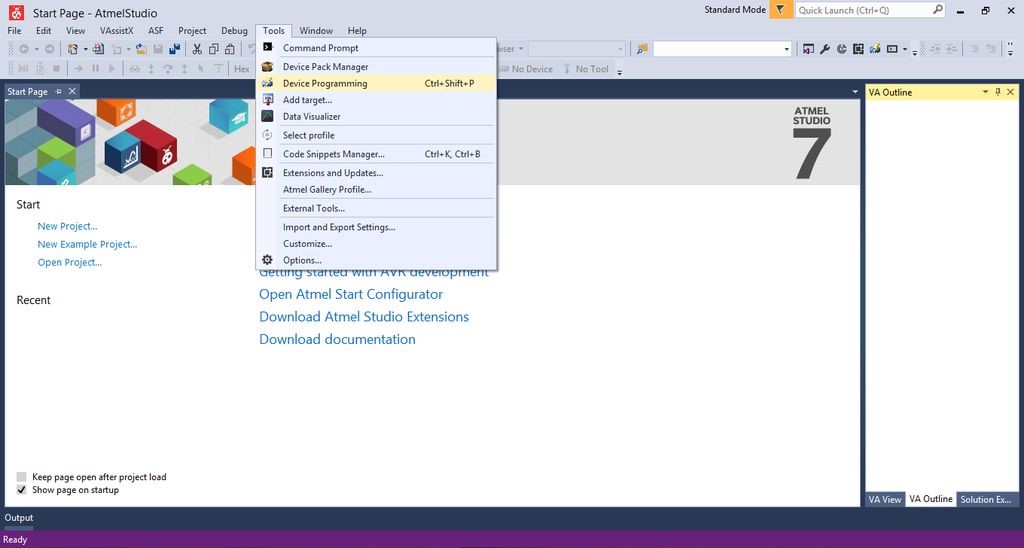 Start Page - AtmelStudio
Standard Mode
Quick Launch (Ctrl+Q)
File Edit View VAssistX ASF Project Debug Tools Window Help
Hex
No Device
No Tool
Command Prompt
Device Pack Manager
Device Programming Ctrl+Shift+P
Add target...
Data Visualizer
Select profile
Code Snippets Manager... Ctrl+K, Ctrl+B
Extensions and Updates...
Atmel Gallery Profile...
External Tools...
Import and Export Settings...
Customize...
Options...
Start Page
VA Outline
ATMEL
STUDIO
7
Start
New Project...
New Example Project...
Open Project...
Recent
Getting started with AVR development
Open Atmel Start Configurator
Download Atmel Studio Extensions
Download documentation
Keep page open after project load
Show page on startup
VA View VA Outline Solution Ex...
Output
Ready